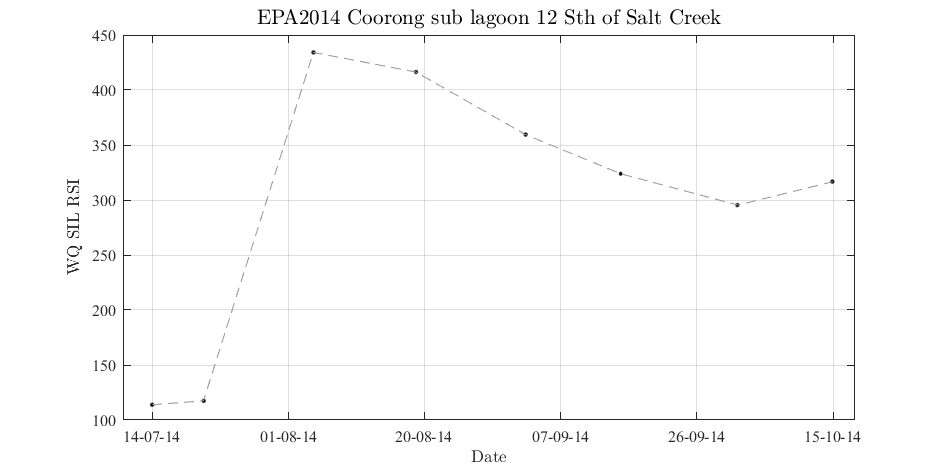 EPA2014 Coorong sub lagoon 12 Sth of Salt Creek
450
400
350
300
250
200
150
100
WQ SIL RSI
14-07-14 01-08-14 20-08-14 07-09-14 26-09-14 15-10-14
Date